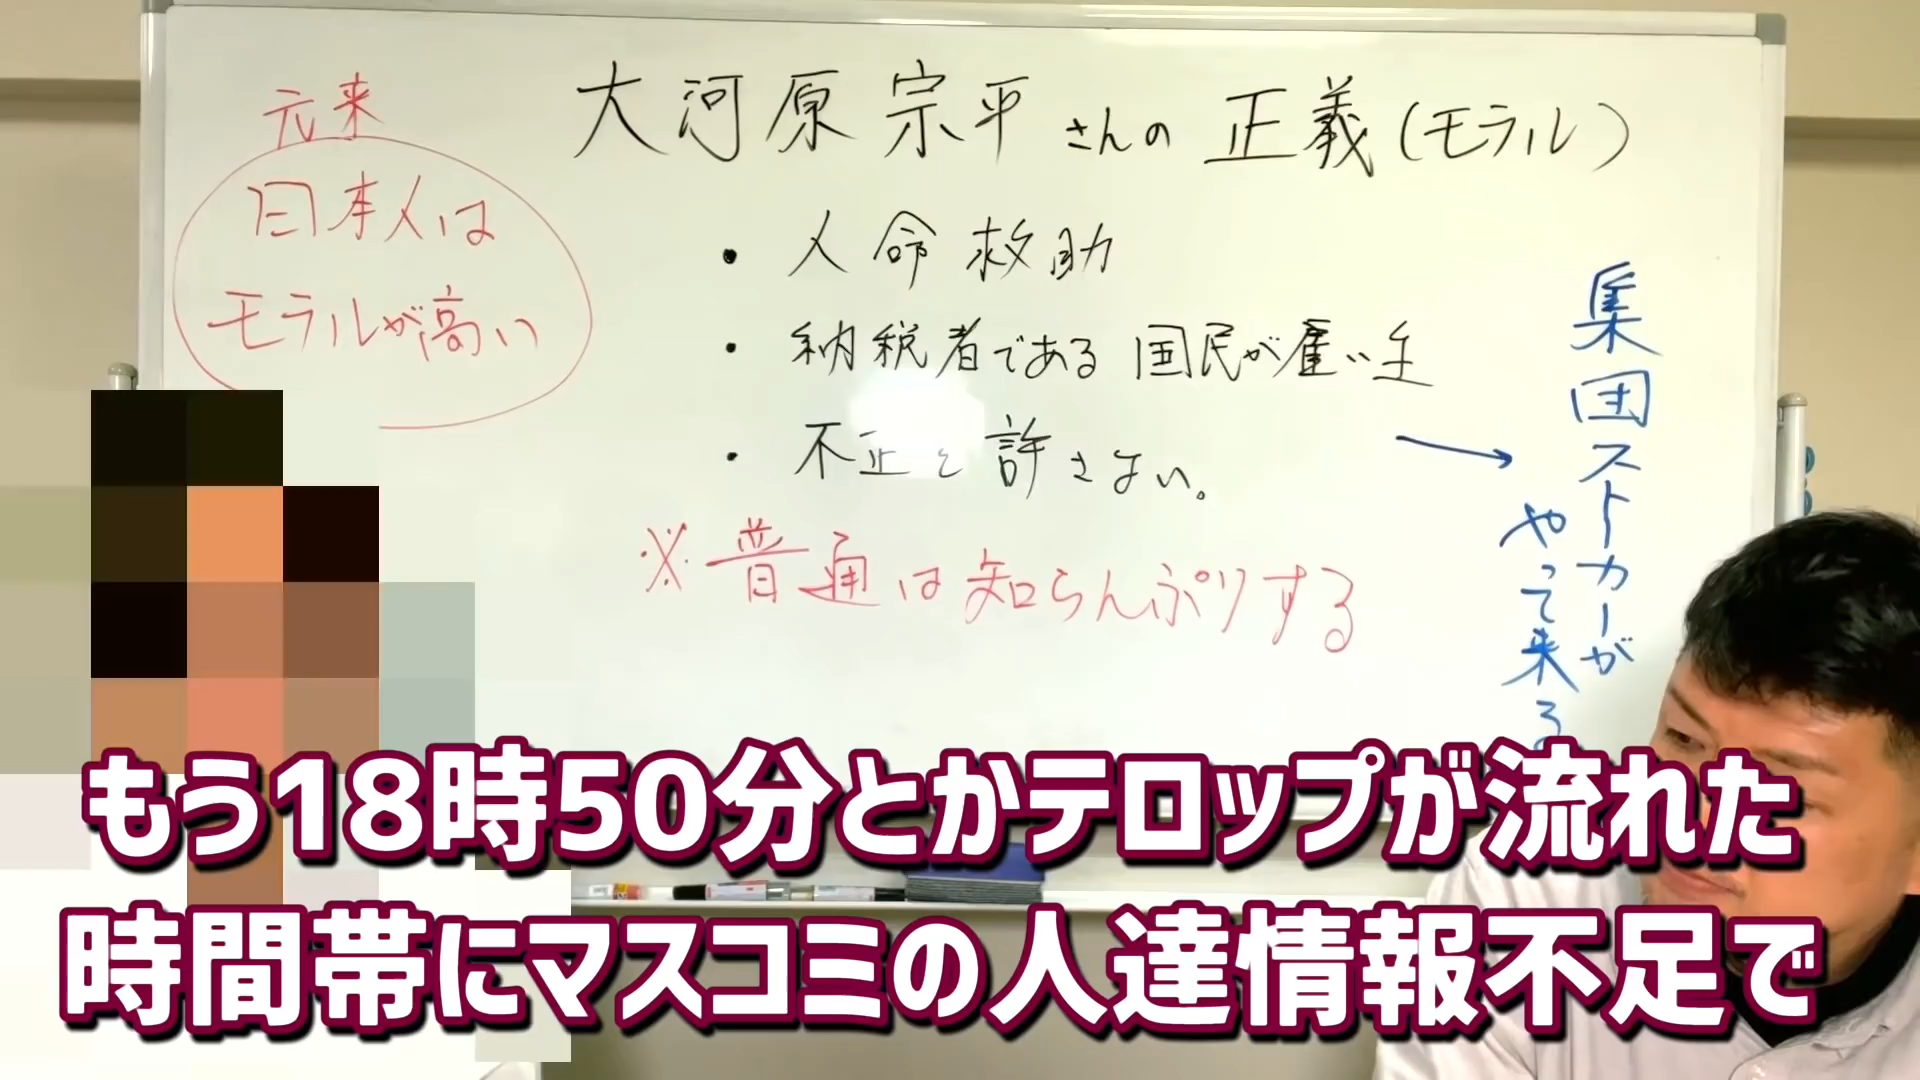 元来
日本人は
モラルが高い
大河原宗平さんの正義(モラル)
・人命救助
・納税者である国民が雇い主
・不正を許さない。
※普通は知らんぷりする
→
集団ストーカーが
やって来る
もう18時50分とかテロップが流れた
時間帯にマスコミの人達情報不足で